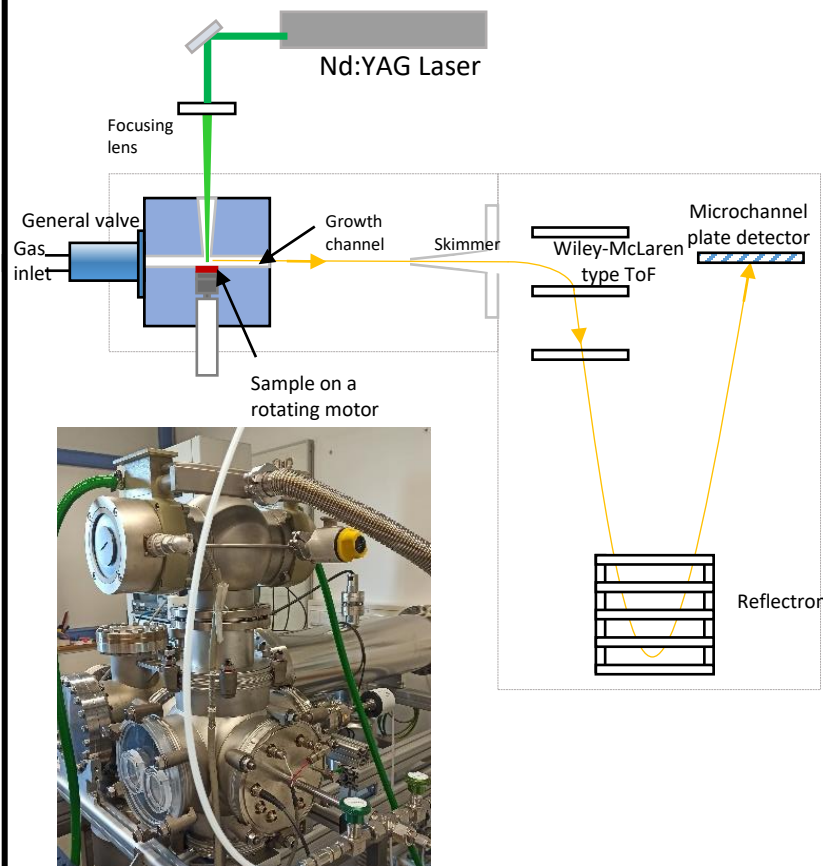 Nd:YAG Laser
Focusing
lens
General valve
Gas
inlet
Growth
channel
Skimmer
Wiley-McLaren
type ToF
Microchannel
plate detector
Sample on a
rotating motor
Reflectron